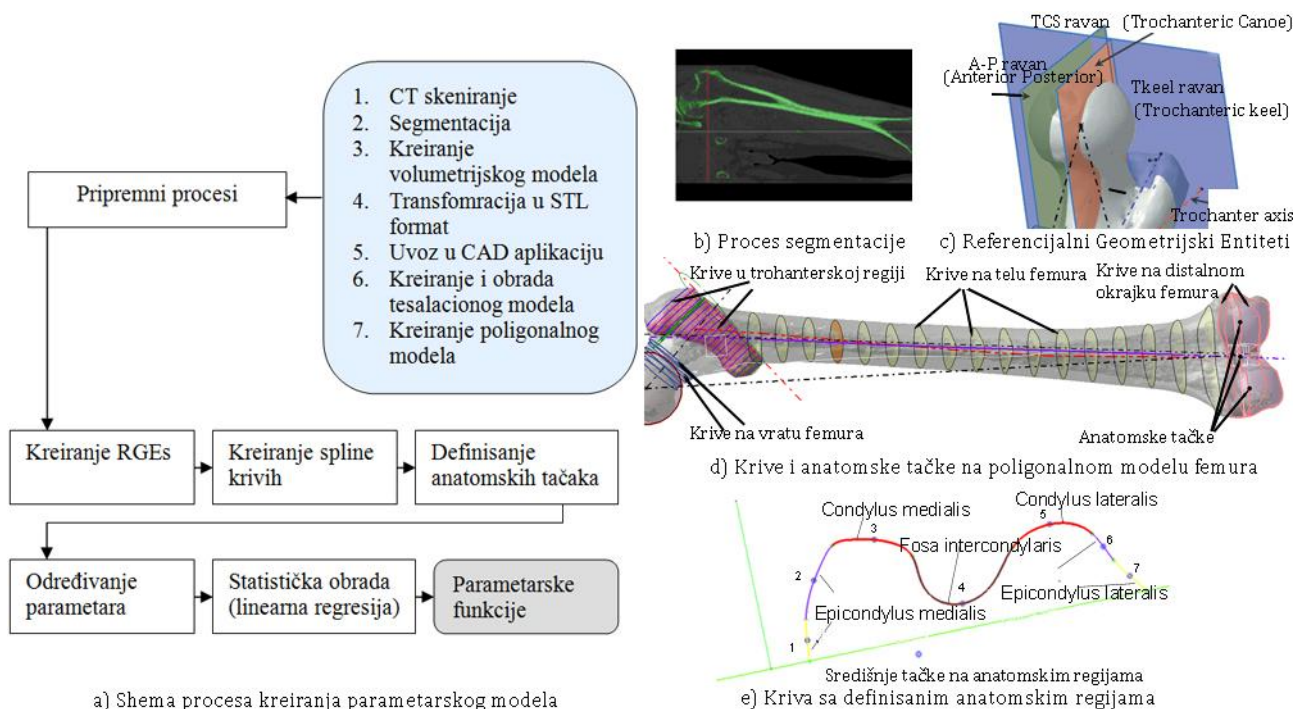 1. CT skeniranje
2. Segmentacija
3. Kreiranje
volumetrijskog modela
4. Transfomracija u STL
format
5. Uvoz u CAD aplikaciju
6. Kreiranje i obrada
tesalacionog modela
7. Kreiranje poligonalnog
modela
Pripremni procesi
Kreiranje RGEs
Kreiranje spline
krivih
Definisanje
anatomskih tačaka
Određivanje
parametara
Statistička obrada
(linearna regresija)
Parametarske
funkcije
a) Shema procesa kreiranja parametarskog modela
b) Proces segmentacije
TCS ravan (Trochanteric Canoe)
A-P ravan
(Anterior Posterior)
Tkeel ravan
(Trochanteric keel)
Trochanter axis
c) Referencijalni Geometrijski Entiteti
Krive u trohanterskoj regiji
Krive na telu femura
Krive na distalnom
okrajku femura
Krive na vratu femura
Anatomske tačke
d) Krive i anatomske tačke na poligonalnom modelu femura
Condylus medialis
Condylus lateralis
3
5
Fosa intercondylaris
6
2
4
7
Epicondylus medialis
Epicondylus lateralis
1
Središnje tačke na anatomskim regijama
e) Kriva sa definisanim anatomskim regijama